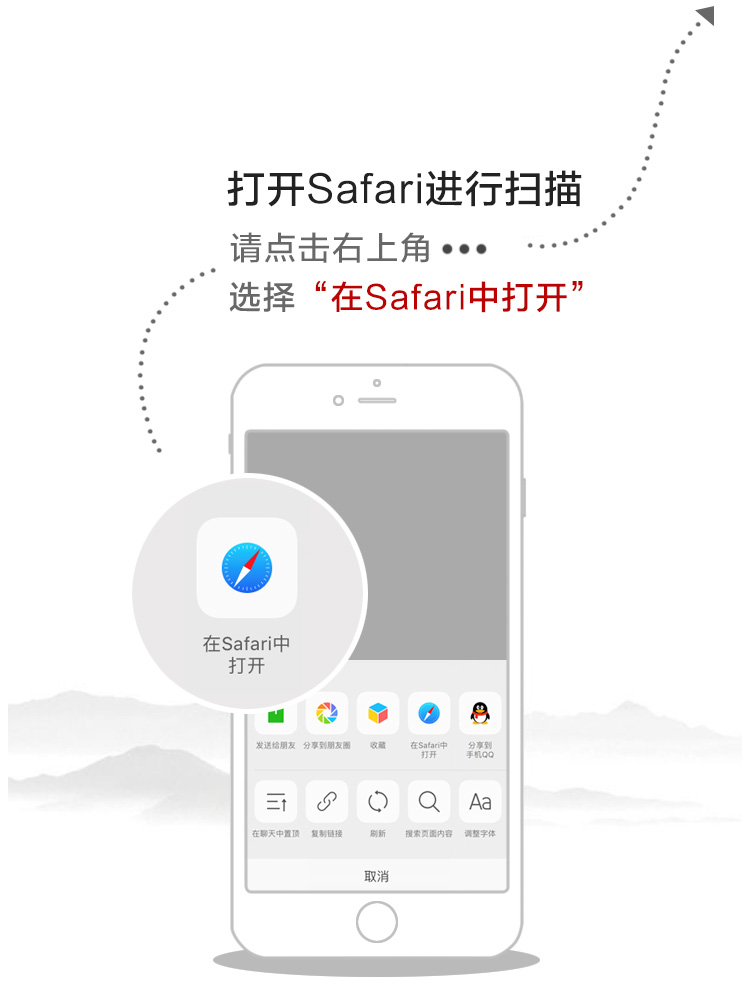 打开Safari进行扫描
请点击右上角 •••
选择“在Safari中打开”
在Safari中
打开
发送给朋友 分享到朋友圈 收藏 在Safari中打开 分享到手机QQ
Aa
在聊天中置顶 复制链接 刷新 搜索页面内容 调整字体
取消